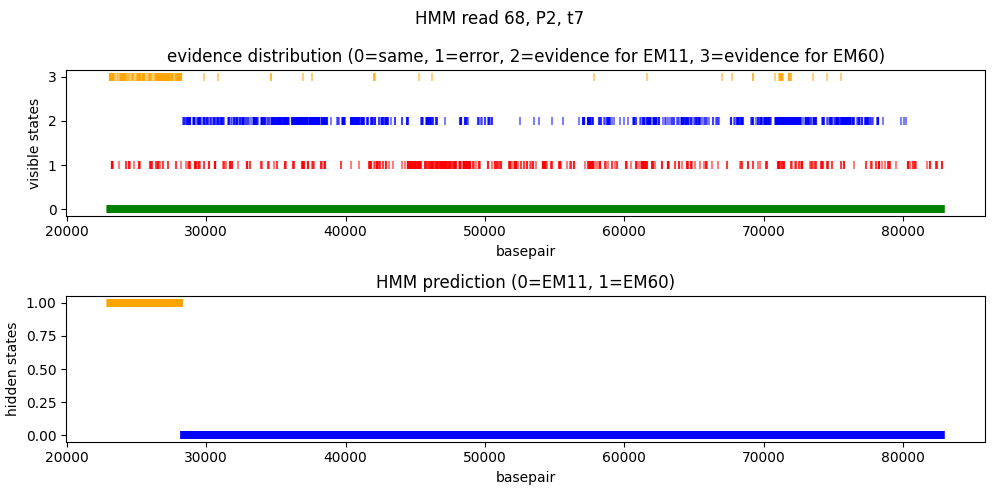 HMM read 68, P2, t7
evidence distribution (0=same, 1=error, 2=evidence for EM11, 3=evidence for EM60)
visible states
3
2
1
0
20000 30000 40000 50000 60000 70000 80000
basepair
HMM prediction (0=EM11, 1=EM60)
hidden states
1.00
0.75
0.50
0.25
0.00
20000 30000 40000 50000 60000 70000 80000
basepair